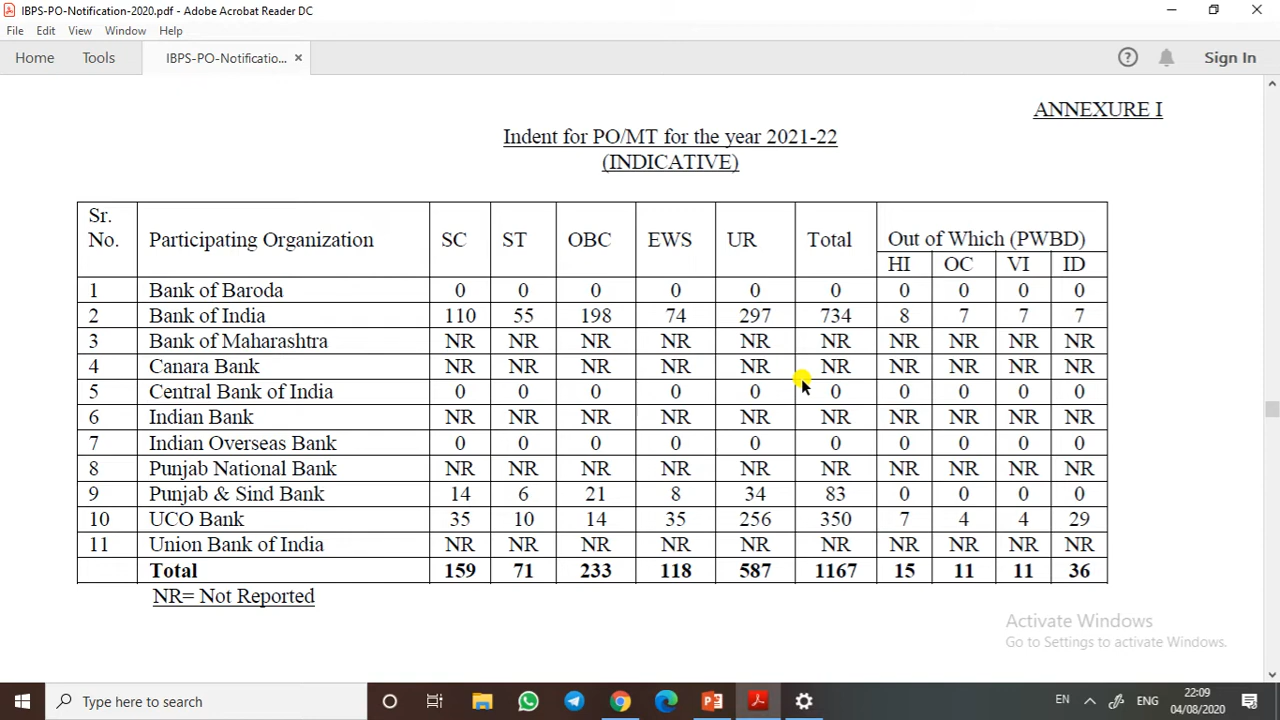 IBPS-PO-Notification-2020.pdf - Adobe Acrobat Reader DC
File Edit View Window Help
Home Tools IBPS-PO-Notificatio... × ? Sign In
ANNEXURE I
Indent for PO/MT for the year 2021-22
(INDICATIVE)
Sr. No. Participating Organization SC ST OBC EWS UR Total Out of Which (PWBD)
HI OC VI ID
1 Bank of Baroda 0 0 0 0 0 0 0 0 0 0
2 Bank of India 110 55 198 74 297 734 8 7 7 7
3 Bank of Maharashtra NR NR NR NR NR NR NR NR NR NR
4 Canara Bank NR NR NR NR NR NR NR NR NR NR
5 Central Bank of India 0 0 0 0 0 0 0 0 0 0
6 Indian Bank NR NR NR NR NR NR NR NR NR NR
7 Indian Overseas Bank 0 0 0 0 0 0 0 0 0 0
8 Punjab National Bank NR NR NR NR NR NR NR NR NR NR
9 Punjab & Sind Bank 14 6 21 8 34 83 0 0 0 0
10 UCO Bank 35 10 14 35 256 350 7 4 4 29
11 Union Bank of India NR NR NR NR NR NR NR NR NR NR
Total 159 71 233 118 587 1167 15 11 11 36
NR= Not Reported
Activate Windows
Go to Settings to activate Windows.
Type here to search EN ENG 22:09
04/08/2020